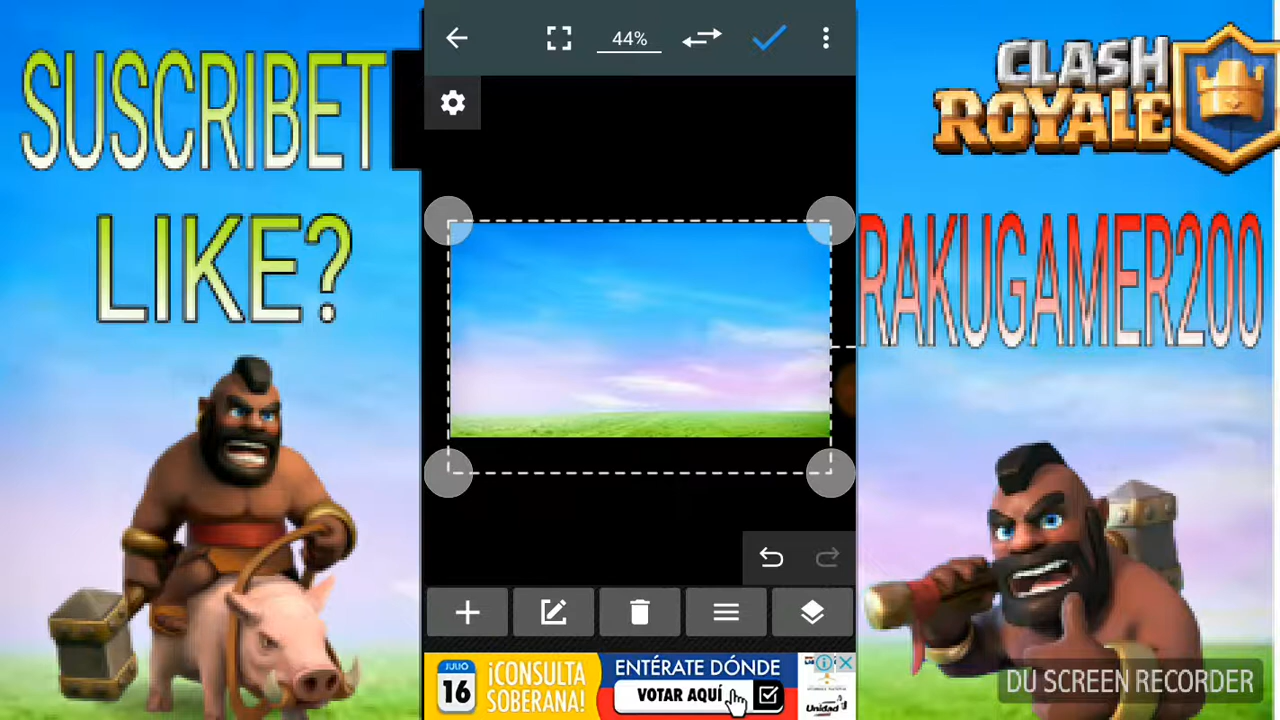 SUSCRIBET
LIKE?
44%
CLASH
ROYALE
RAKUGAMER200
JULIO
16
¡CONSULTA
SOBERANA!
ENTÉRATE DÓNDE
VOTAR AQUÍ
Unidad
DU SCREEN RECORDER